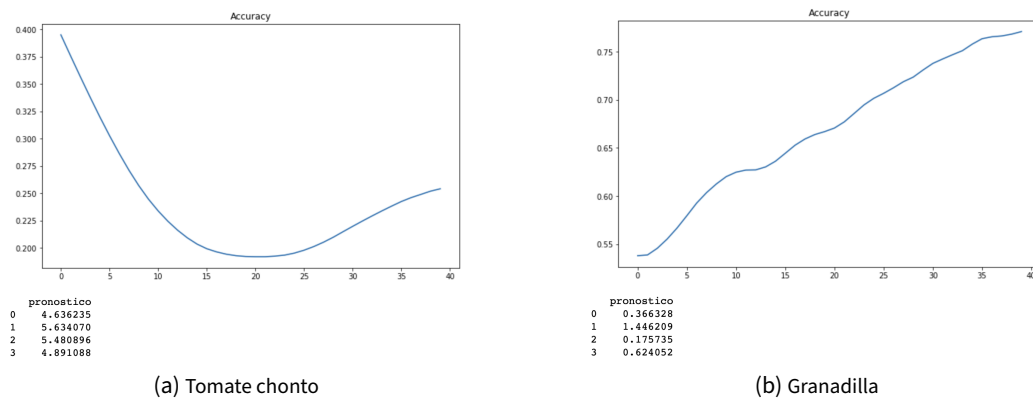 Accuracy
0.400
0.375
0.350
0.325
0.300
0.275
0.250
0.225
0.200
0 5 10 15 20 25 30 35 40
pronostico
0 4.636235
1 5.634070
2 5.480896
3 4.891088
(a) Tomate chonto
Accuracy
0.75
0.70
0.65
0.60
0.55
0 5 10 15 20 25 30 35 40
pronostico
0 0.366328
1 1.446209
2 0.175735
3 0.624052
(b) Granadilla